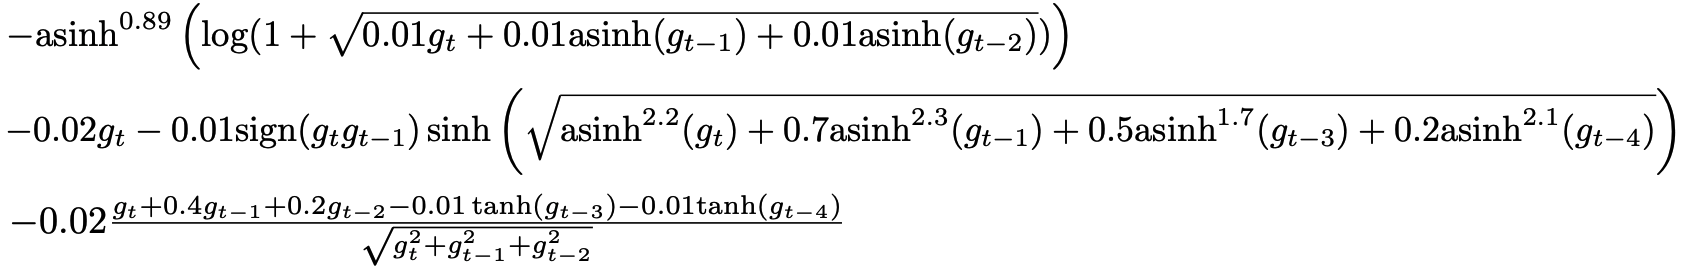 −asinh^0.89 (log(1 + √(0.01g_t + 0.01asinh(g_{t−1}) + 0.01asinh(g_{t−2}))))
−0.02g_t − 0.01sign(g_t g_{t−1}) sinh (√(asinh^2.2(g_t) + 0.7asinh^2.3(g_{t−1}) + 0.5asinh^1.7(g_{t−3}) + 0.2asinh^2.1(g_{t−4})))
−0.02 (g_t+0.4g_{t−1}+0.2g_{t−2}−0.01 tanh(g_{t−3})−0.01tanh(g_{t−4})) / √(g_t^2+g_{t−1}^2+g_{t−2}^2)